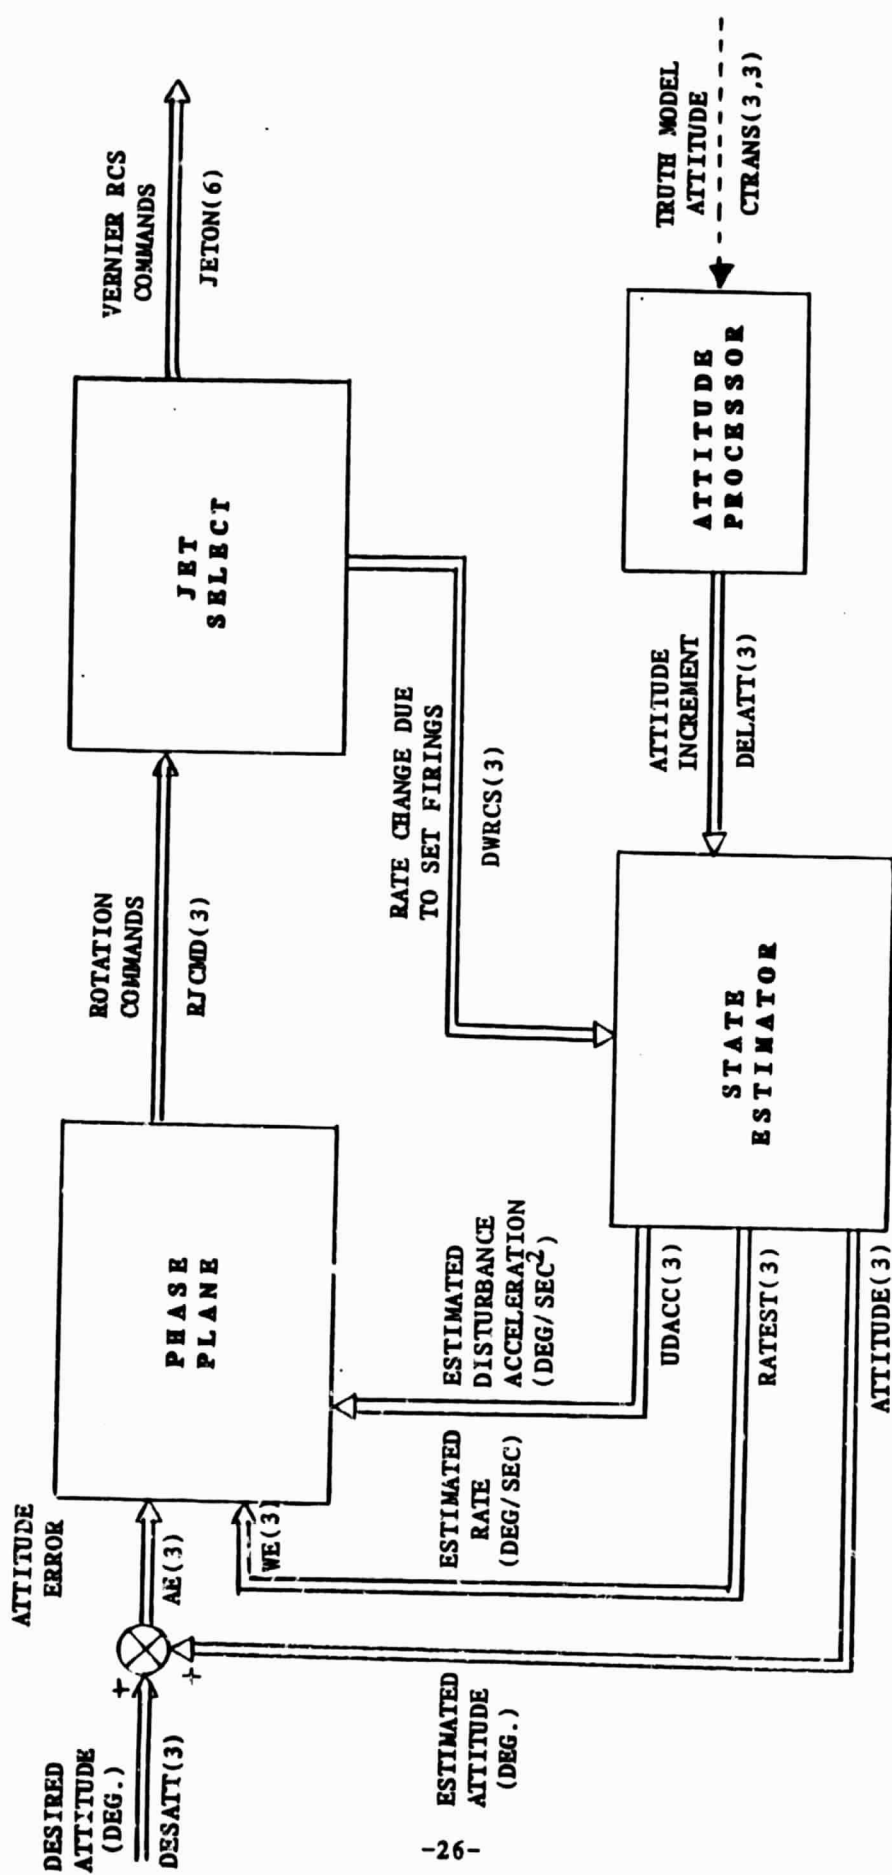 DESIRED
ATTITUDE
(DEG.)
DESATT(3)
+
+
ATTITUDE
ERROR
AE(3)
WE(3)
PHASE
PLANE
ROTATION
COMMANDS
RJCMD(3)
JET
SELECT
VERNIER RCS
COMMANDS
JETON(6)
RATE CHANGE DUE
TO SET FIRINGS
DWRCS(3)
ESTIMATED
ATTITUDE
(DEG.)
ESTIMATED
RATE
(DEG/SEC)
ESTIMATED
DISTURBANCE
ACCELERATION
(DEG/SEC²)
UDACC(3)
RATEST(3)
ATTITUDE(3)
STATE
ESTIMATOR
ATTITUDE
INCREMENT
DELATT(3)
ATTITUDE
PROCESSOR
TRUTH MODEL
ATTITUDE
CTRANS(3,3)
-26-